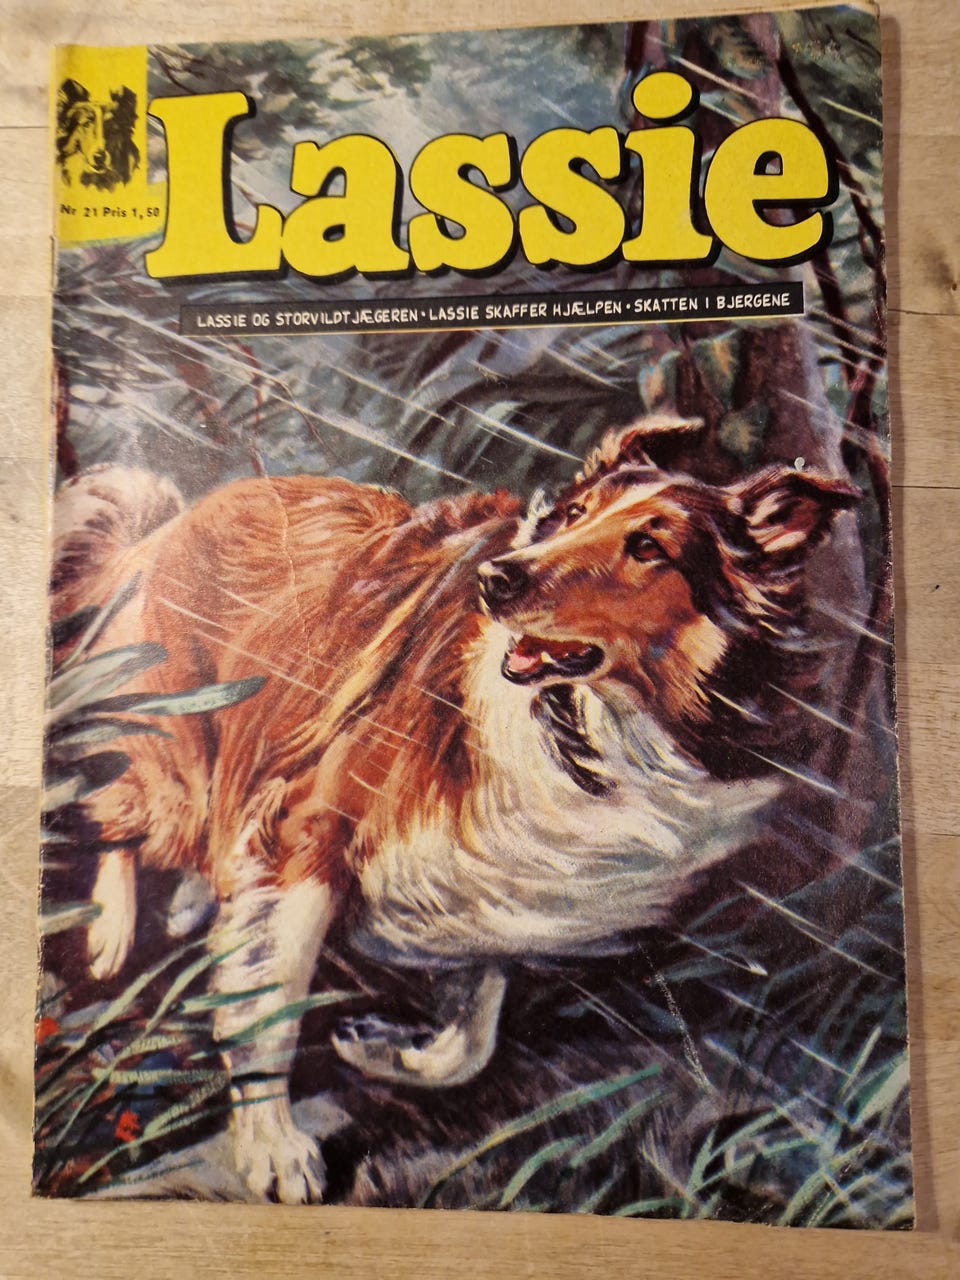 Lassie
Nr 21 Pris 1,50
LASSIE OG STORVILDTJÆGEREN • LASSIE SKAFFER HJÆLPEN • SKATTEN I BJERGENE